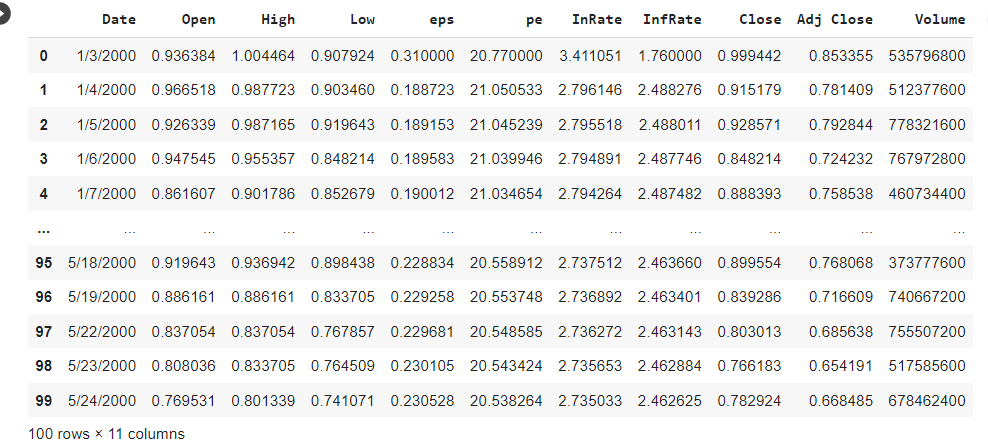 Date Open High Low eps pe InRate InfRate Close Adj Close Volume
0 1/3/2000 0.936384 1.004464 0.907924 0.310000 20.770000 3.411051 1.760000 0.999442 0.853355 535796800
1 1/4/2000 0.966518 0.987723 0.903460 0.188723 21.050533 2.796146 2.488276 0.915179 0.781409 512377600
2 1/5/2000 0.926339 0.987165 0.919643 0.189153 21.045239 2.795518 2.488011 0.928571 0.792844 778321600
3 1/6/2000 0.947545 0.955357 0.848214 0.189583 21.039946 2.794891 2.487746 0.848214 0.724232 767972800
4 1/7/2000 0.861607 0.901786 0.852679 0.190012 21.034654 2.794264 2.487482 0.888393 0.758538 460734400
... ... ... ... ... ... ... ... ... ... ... ...
95 5/18/2000 0.919643 0.936942 0.898438 0.228834 20.558912 2.737512 2.463660 0.899554 0.768068 373777600
96 5/19/2000 0.886161 0.886161 0.833705 0.229258 20.553748 2.736892 2.463401 0.839286 0.716609 740667200
97 5/22/2000 0.837054 0.837054 0.767857 0.229681 20.548585 2.736272 2.463143 0.803013 0.685638 755507200
98 5/23/2000 0.808036 0.833705 0.764509 0.230105 20.543424 2.735653 2.462884 0.766183 0.654191 517585600
99 5/24/2000 0.769531 0.801339 0.741071 0.230528 20.538264 2.735033 2.462625 0.782924 0.668485 678462400
100 rows × 11 columns